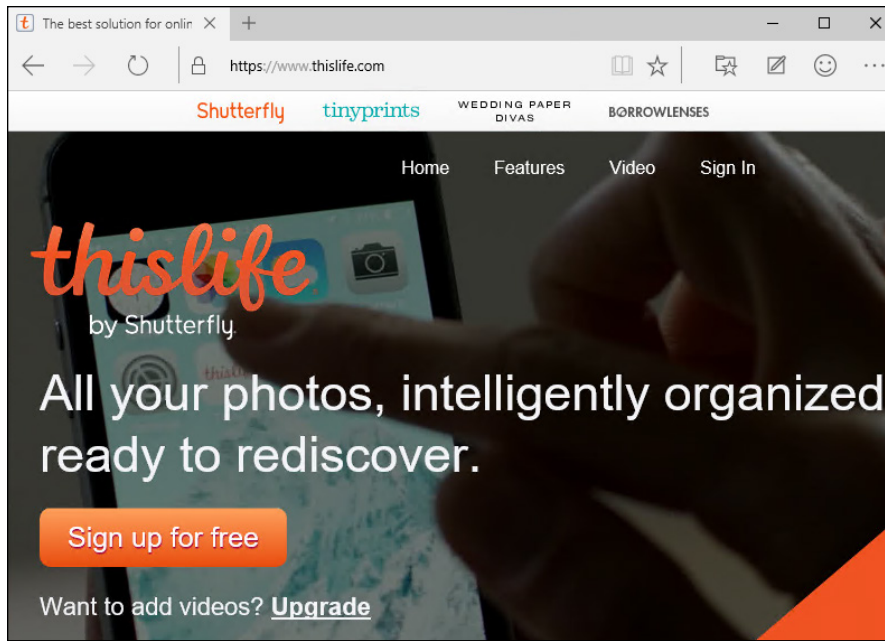 t The best solution for onlin
https://www.thislife.com
Shutterfly tinyprints WEDDING PAPER DIVAS BORROWLENSES
Home Features Video Sign In
thislife
by Shutterfly.
thislife
All your photos, intelligently organized
ready to rediscover.
Sign up for free
Want to add videos? Upgrade